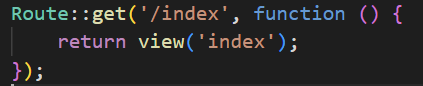 Route::get('/index', function () {
    return view('index');
});